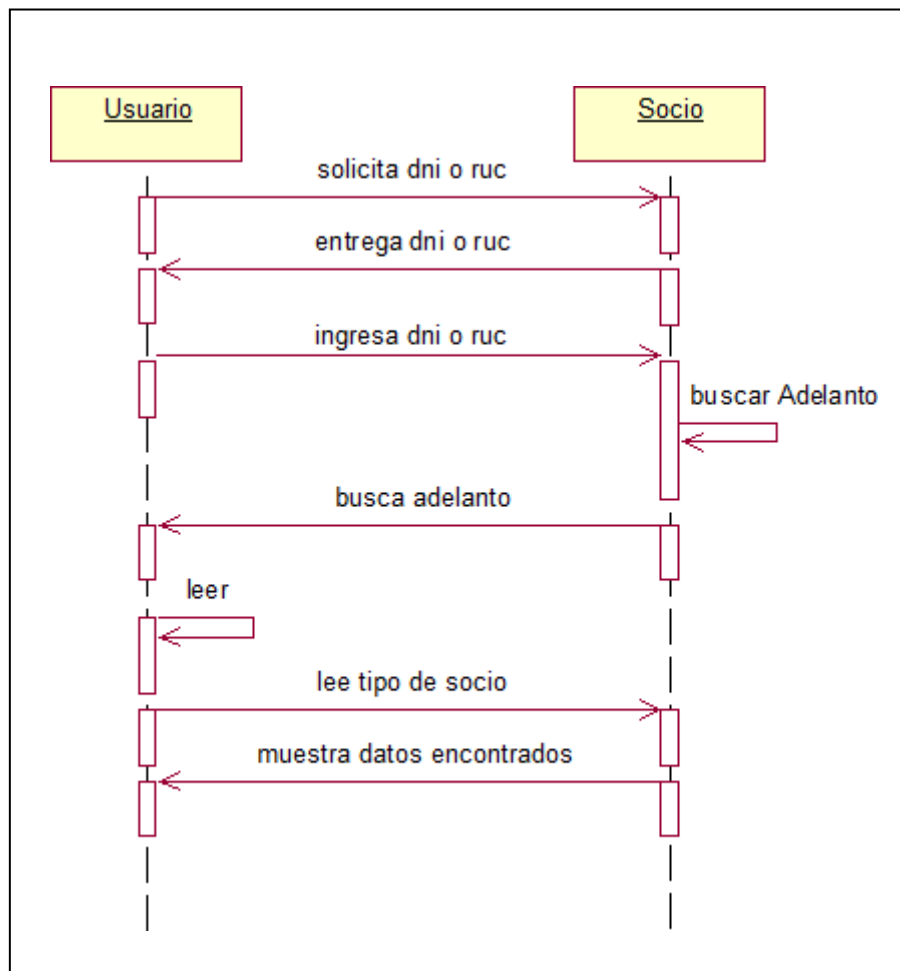 Usuario
Socio
solicita dni o ruc
entrega dni o ruc
ingresa dni o ruc
buscar Adelanto
busca adelanto
leer
lee tipo de socio
muestra datos encontrados